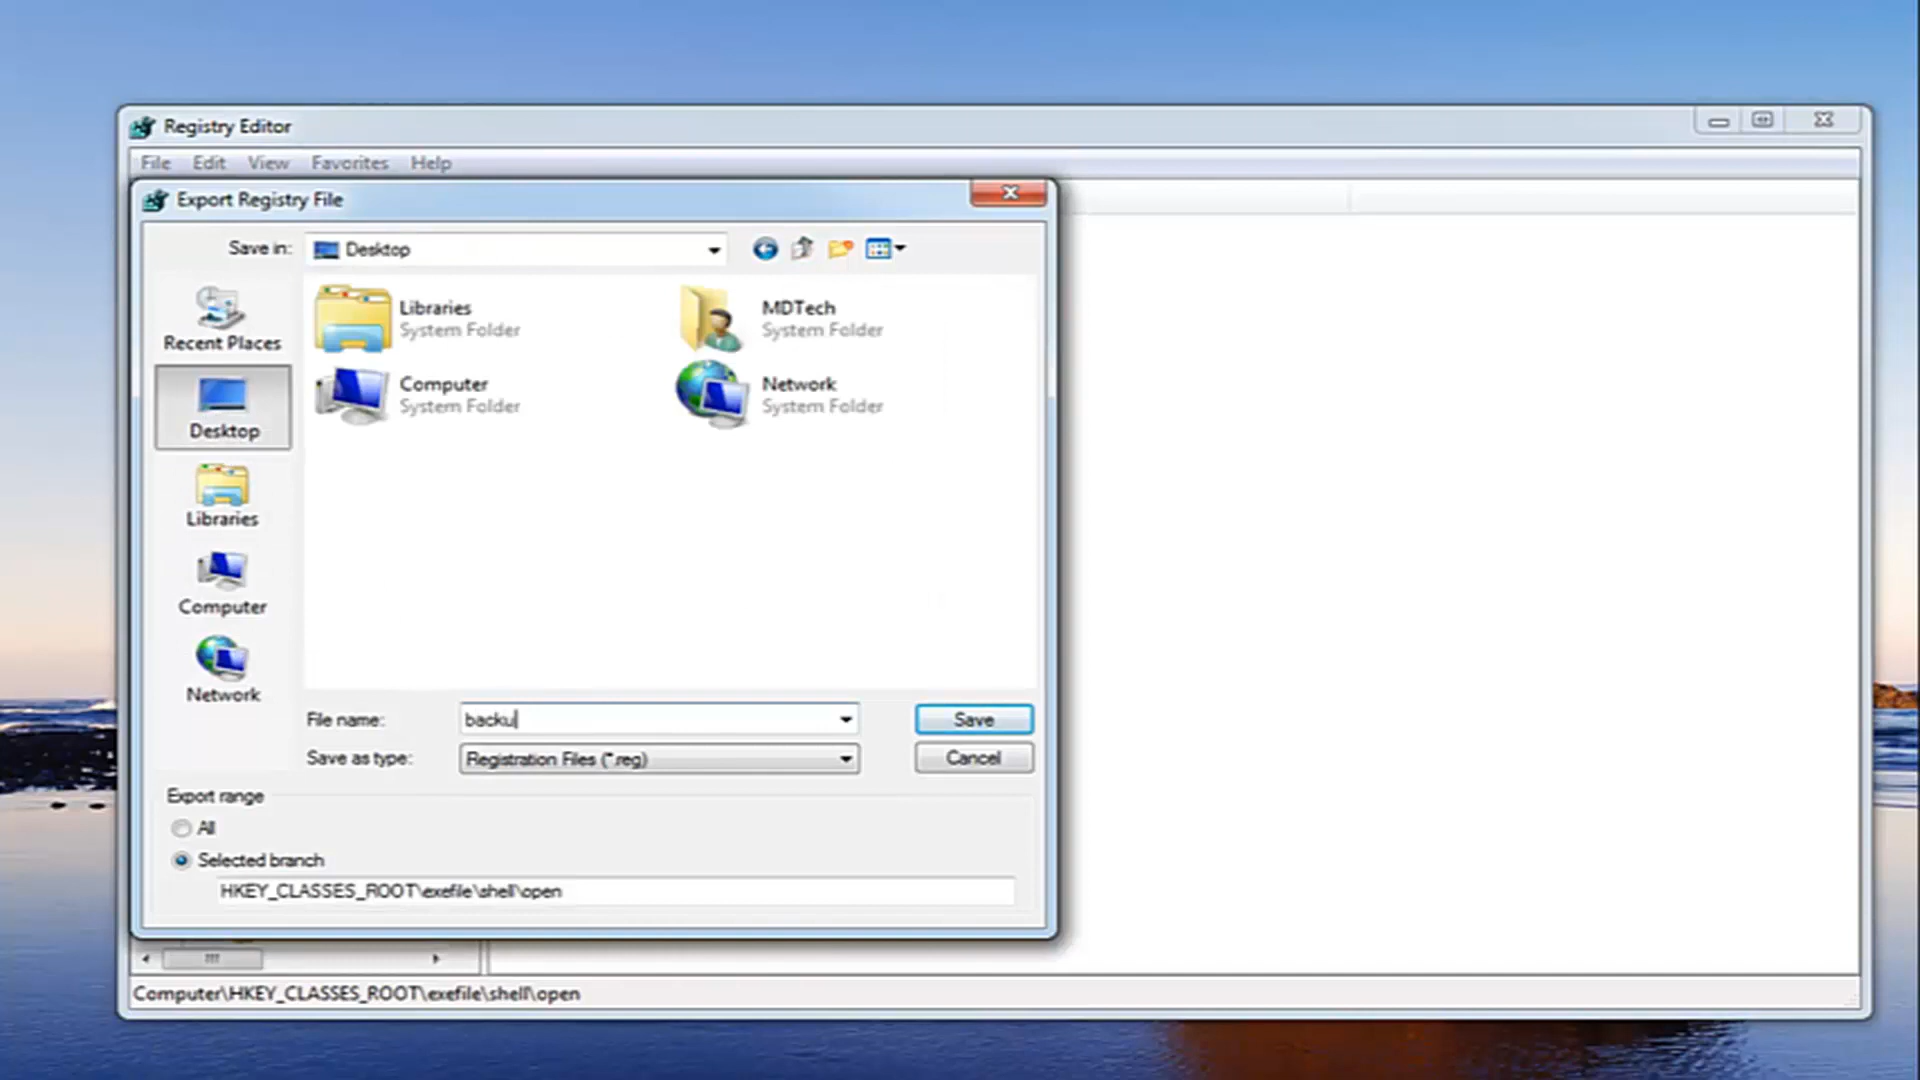 Registry Editor
File Edit View Favorites Help
Export Registry File
Save in: Desktop
Recent Places
Desktop
Libraries
Computer
Network
Libraries
System Folder
MDTech
System Folder
Computer
System Folder
Network
System Folder
File name: backu
Save
Save as type: Registration Files (*.reg)
Cancel
Export range
All
Selected branch
HKEY_CLASSES_ROOT\exefile\shell\open
Computer\HKEY_CLASSES_ROOT\exefile\shell\open